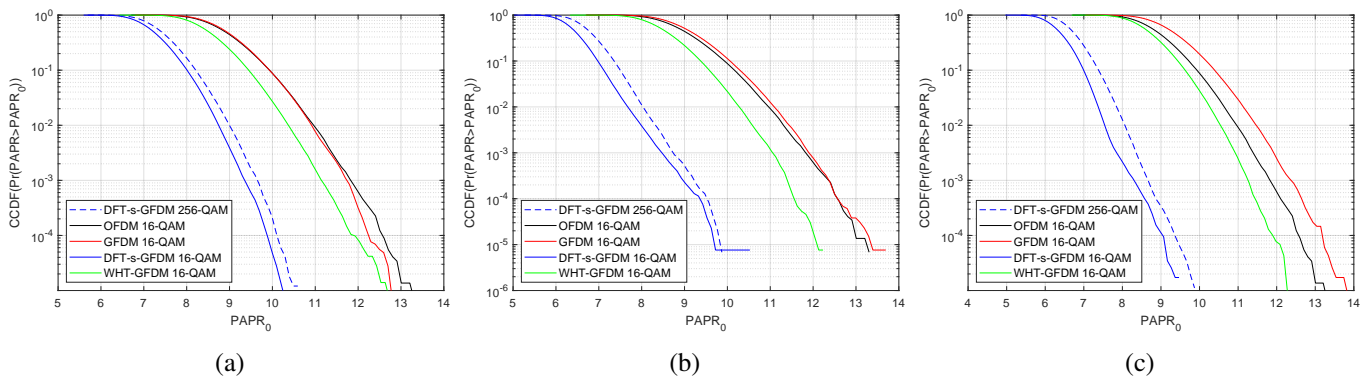 10^0
10^-1
10^-2
10^-3
10^-4
CCDF(Pr(PAPR>PAPR_0))
DFT-s-GFDM 256-QAM
OFDM 16-QAM
GFDM 16-QAM
DFT-s-GFDM 16-QAM
WHT-GFDM 16-QAM
5 6 7 8 9 10 11 12 13 14
PAPR_0
(a)
10^0
10^-1
10^-2
10^-3
10^-4
10^-5
10^-6
CCDF(Pr(PAPR>PAPR_0))
DFT-s-GFDM 256-QAM
OFDM 16-QAM
GFDM 16-QAM
DFT-s-GFDM 16-QAM
WHT-GFDM 16-QAM
5 6 7 8 9 10 11 12 13 14
PAPR_0
(b)
10^0
10^-1
10^-2
10^-3
10^-4
CCDF(Pr(PAPR>PAPR_0))
DFT-s-GFDM 256-QAM
OFDM 16-QAM
GFDM 16-QAM
DFT-s-GFDM 16-QAM
WHT-GFDM 16-QAM
4 5 6 7 8 9 10 11 12 13 14
PAPR_0
(c)